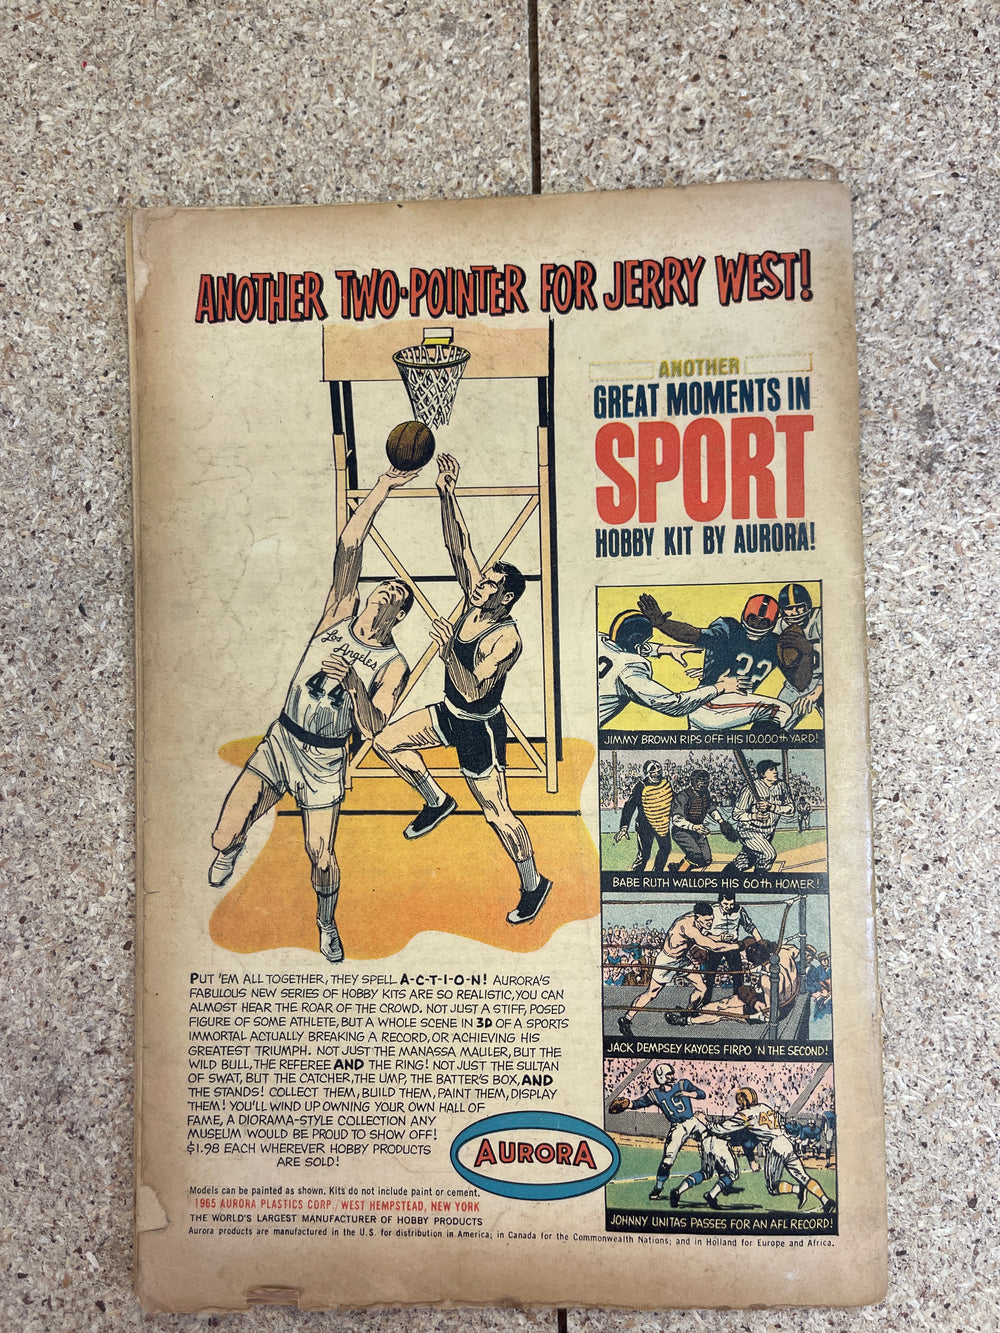 ANOTHER TWO-POINTER FOR JERRY WEST!
ANOTHER
GREAT MOMENTS IN
SPORT
HOBBY KIT BY AURORA!
Los
Angeles
44
32
JIMMY BROWN RIPS OFF HIS 10,000th YARD!
BABE RUTH WALLOPS HIS 60th HOMER!
JACK DEMPSEY KAYOES FIRPO 'N THE SECOND!
19
JOHNNY UNITAS PASSES FOR AN AFL RECORD!
PUT 'EM ALL TOGETHER, THEY SPELL A-C-T-I-O-N! AURORA'S
FABULOUS NEW SERIES OF HOBBY KITS ARE SO REALISTIC, YOU CAN
ALMOST HEAR THE ROAR OF THE CROWD. NOT JUST A STIFF, POSED
FIGURE OF SOME ATHLETE, BUT A WHOLE SCENE IN 3D OF A SPORTS
IMMORTAL ACTUALLY BREAKING A RECORD, OR ACHIEVING HIS
GREATEST TRIUMPH. NOT JUST THE MANASSA MAULER, BUT THE
WILD BULL, THE REFEREE AND THE RING! NOT JUST THE SULTAN
OF SWAT, BUT THE CATCHER, THE UMP, THE BATTER'S BOX, AND
THE STANDS! COLLECT THEM, BUILD THEM, PAINT THEM, DISPLAY
THEM! YOU'LL WIND UP OWNING YOUR OWN HALL OF
FAME, A DIORAMA-STYLE COLLECTION ANY
MUSEUM WOULD BE PROUD TO SHOW OFF!
$1.98 EACH WHEREVER HOBBY PRODUCTS
ARE SOLD!
AURORA
Models can be painted as shown. Kits do not include paint or cement.
1965 AURORA PLASTICS CORP./WEST HEMPSTEAD, NEW YORK
THE WORLD'S LARGEST MANUFACTURER OF HOBBY PRODUCTS
Aurora products are manufactured in the U.S. for distribution in America; in Canada for the Commonwealth Nations; and in Holland for Europe and Africa.